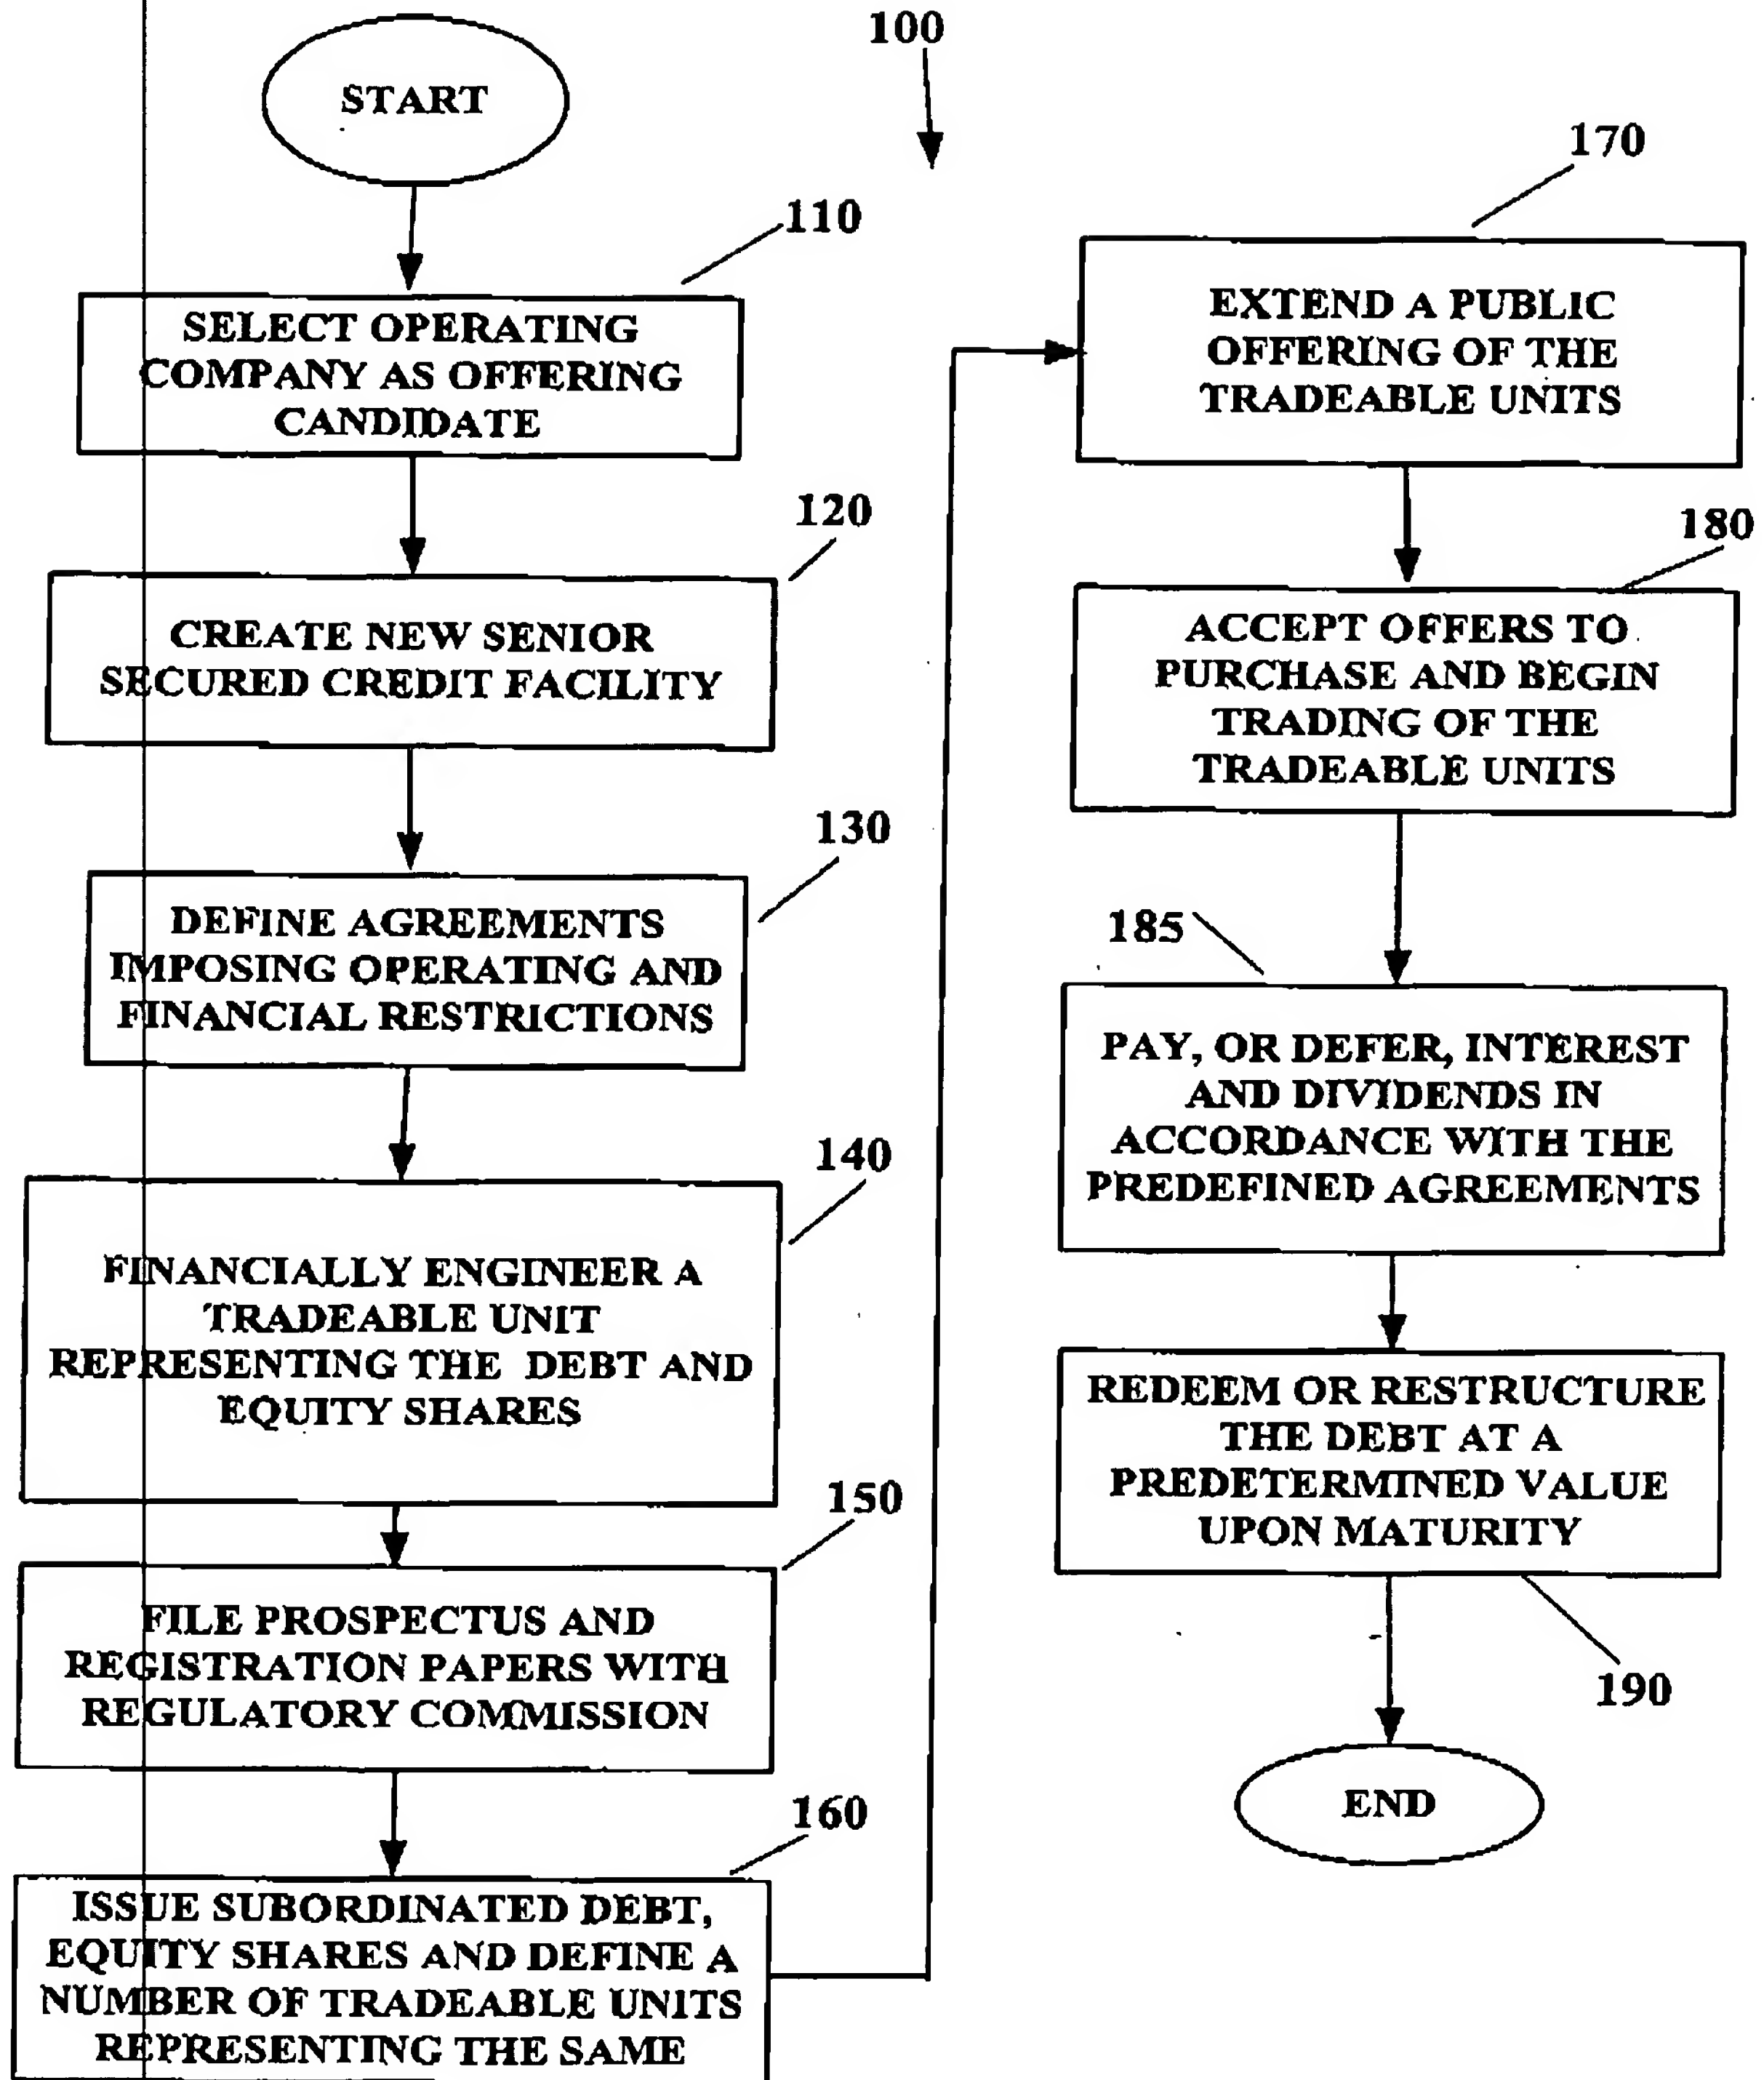 START
100
110
SELECT OPERATING
COMPANY AS OFFERING
CANDIDATE
120
CREATE NEW SENIOR
SECURED CREDIT FACILITY
130
DEFINE AGREEMENTS
IMPOSING OPERATING AND
FINANCIAL RESTRICTIONS
140
FINANCIALLY ENGINEER A
TRADEABLE UNIT
REPRESENTING THE DEBT AND
EQUITY SHARES
150
FILE PROSPECTUS AND
REGISTRATION PAPERS WITH
REGULATORY COMMISSION
160
ISSUE SUBORDINATED DEBT,
EQUITY SHARES AND DEFINE A
NUMBER OF TRADEABLE UNITS
REPRESENTING THE SAME
170
EXTEND A PUBLIC
OFFERING OF THE
TRADEABLE UNITS
180
ACCEPT OFFERS TO
PURCHASE AND BEGIN
TRADING OF THE
TRADEABLE UNITS
185
PAY, OR DEFER, INTEREST
AND DIVIDENDS IN
ACCORDANCE WITH THE
PREDEFINED AGREEMENTS
REDEEM OR RESTRUCTURE
THE DEBT AT A
PREDETERMINED VALUE
UPON MATURITY
190
END